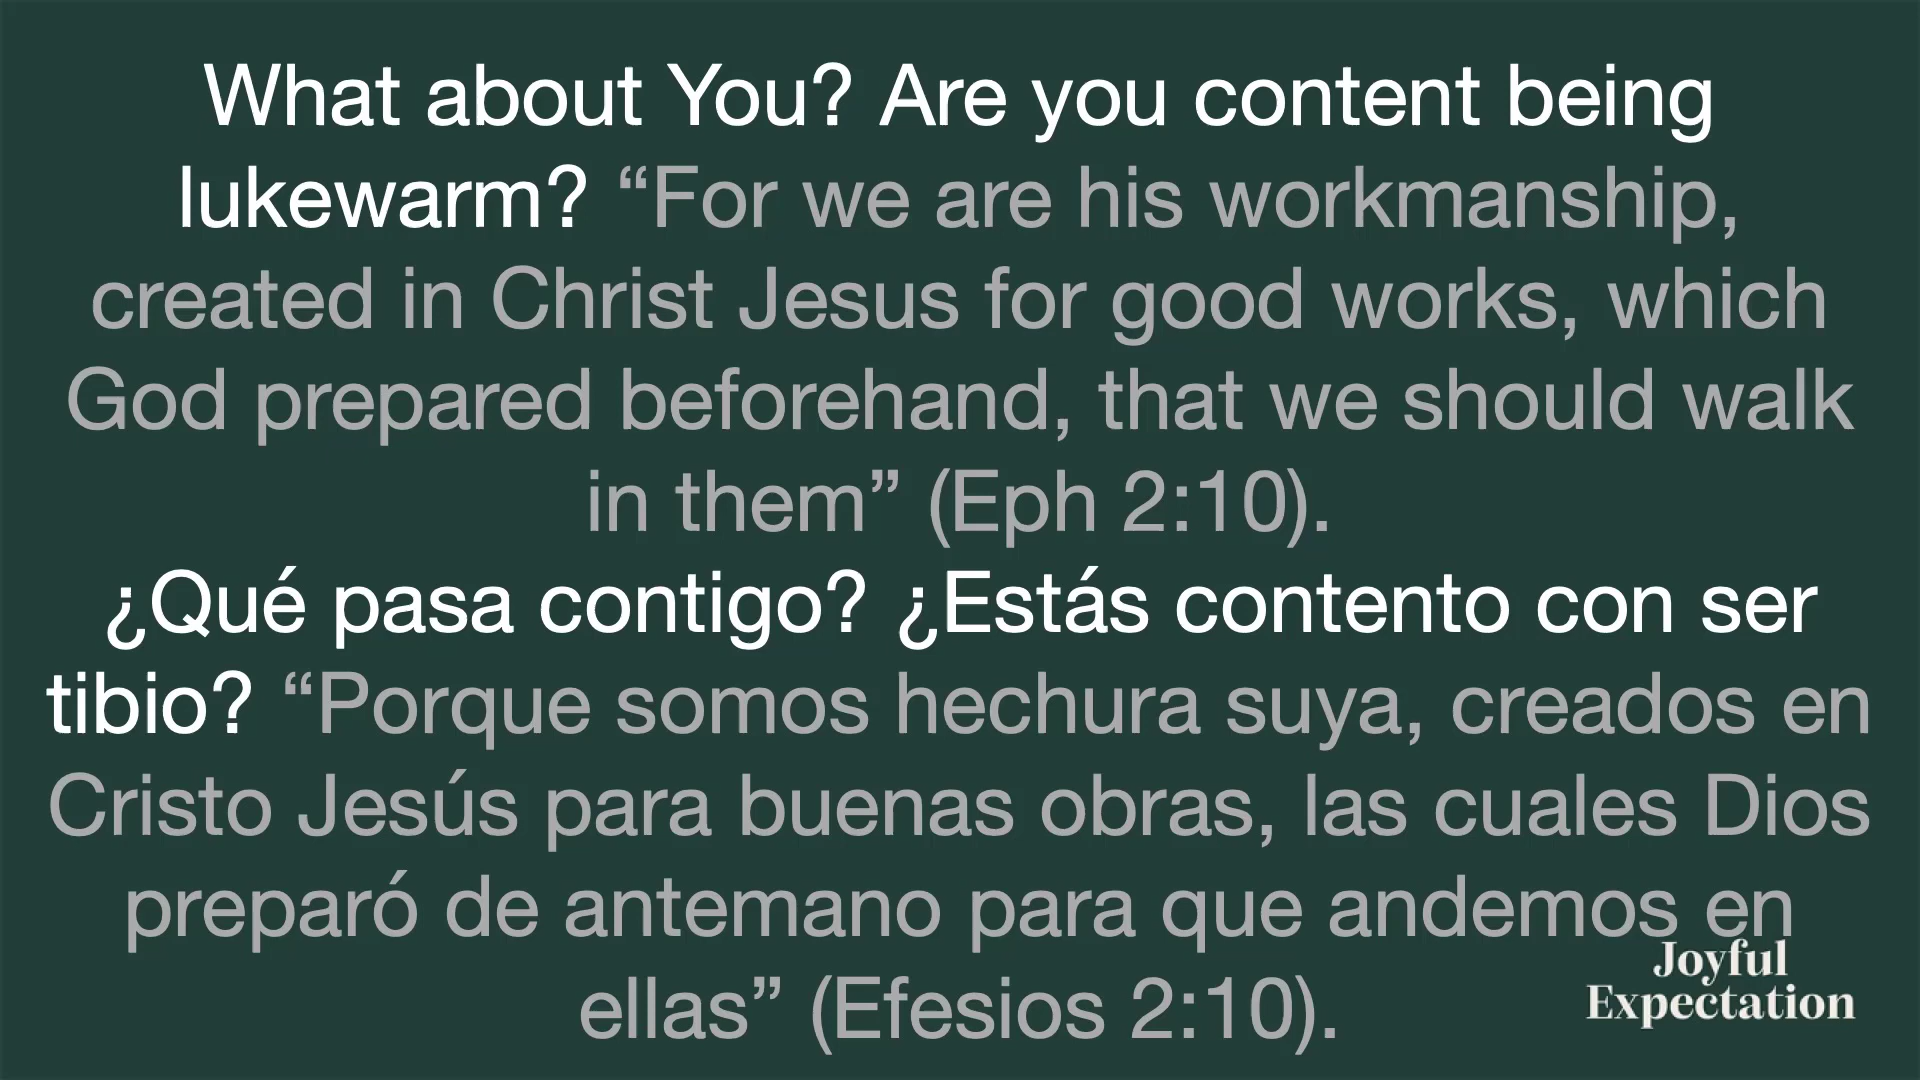 What about You? Are you content being
lukewarm? “For we are his workmanship,
created in Christ Jesus for good works, which
God prepared beforehand, that we should walk
in them” (Eph 2:10).
¿Qué pasa contigo? ¿Estás contento con ser
tibio? “Porque somos hechura suya, creados en
Cristo Jesús para buenas obras, las cuales Dios
preparó de antemano para que andemos en
ellas” (Efesios 2:10).
Joyful
Expectation